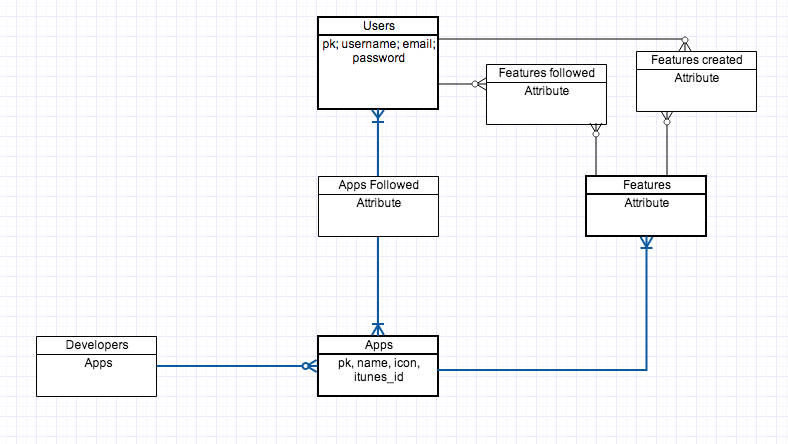 Users
pk; username; email;
password
Features followed
Attribute
Features created
Attribute
Apps Followed
Attribute
Features
Attribute
Developers
Apps
Apps
pk, name, icon,
itunes_id